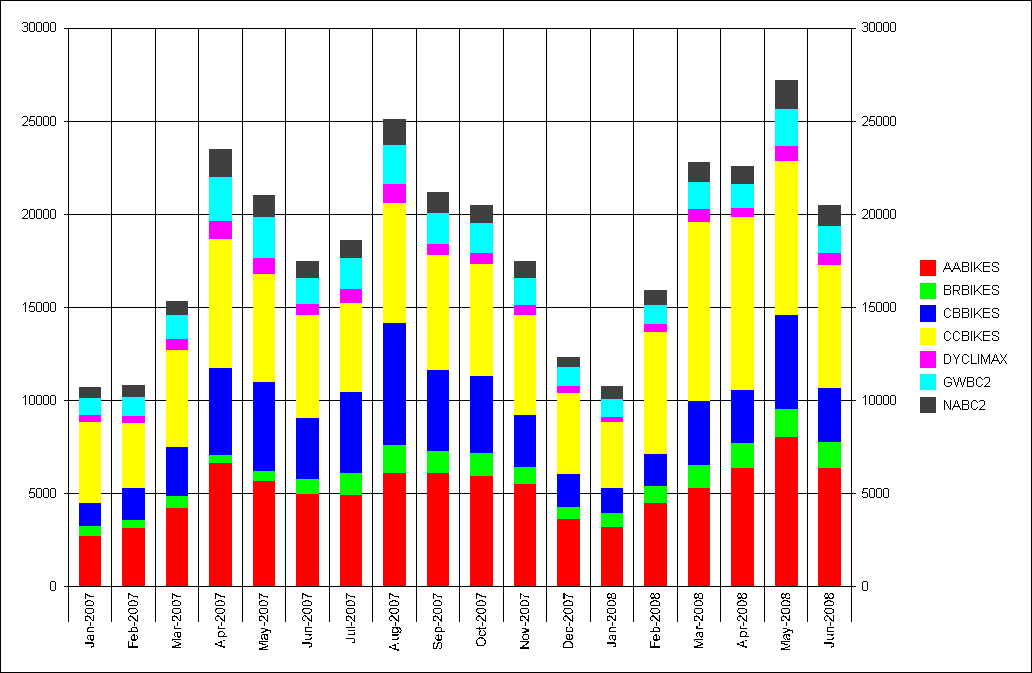 30000 30000
25000 25000
20000 20000
15000 15000
10000 10000
5000 5000
0 0
AABIKES
BRBIKES
CBBIKES
CCBIKES
DYCLIMAX
GWBC2
NABC2
Jan-2007
Feb-2007
Mar-2007
Apr-2007
May-2007
Jun-2007
Jul-2007
Aug-2007
Sep-2007
Oct-2007
Nov-2007
Dec-2007
Jan-2008
Feb-2008
Mar-2008
Apr-2008
May-2008
Jun-2008